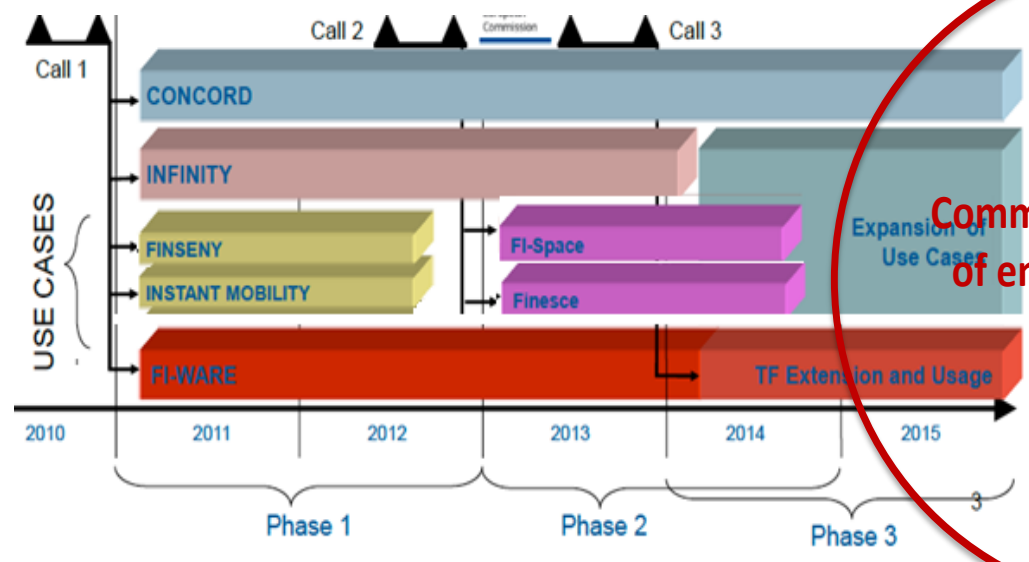 Call 2
Commission
Call 3
Call 1
CONCORD
INFINITY
USE CASES
FINSENY
FI-Space
Expansion of
Use Cases
INSTANT MOBILITY
Finesce
FI-WARE
TF Extension and Usage
2010
2011
2012
2013
2014
2015
3
Phase 1
Phase 2
Phase 3